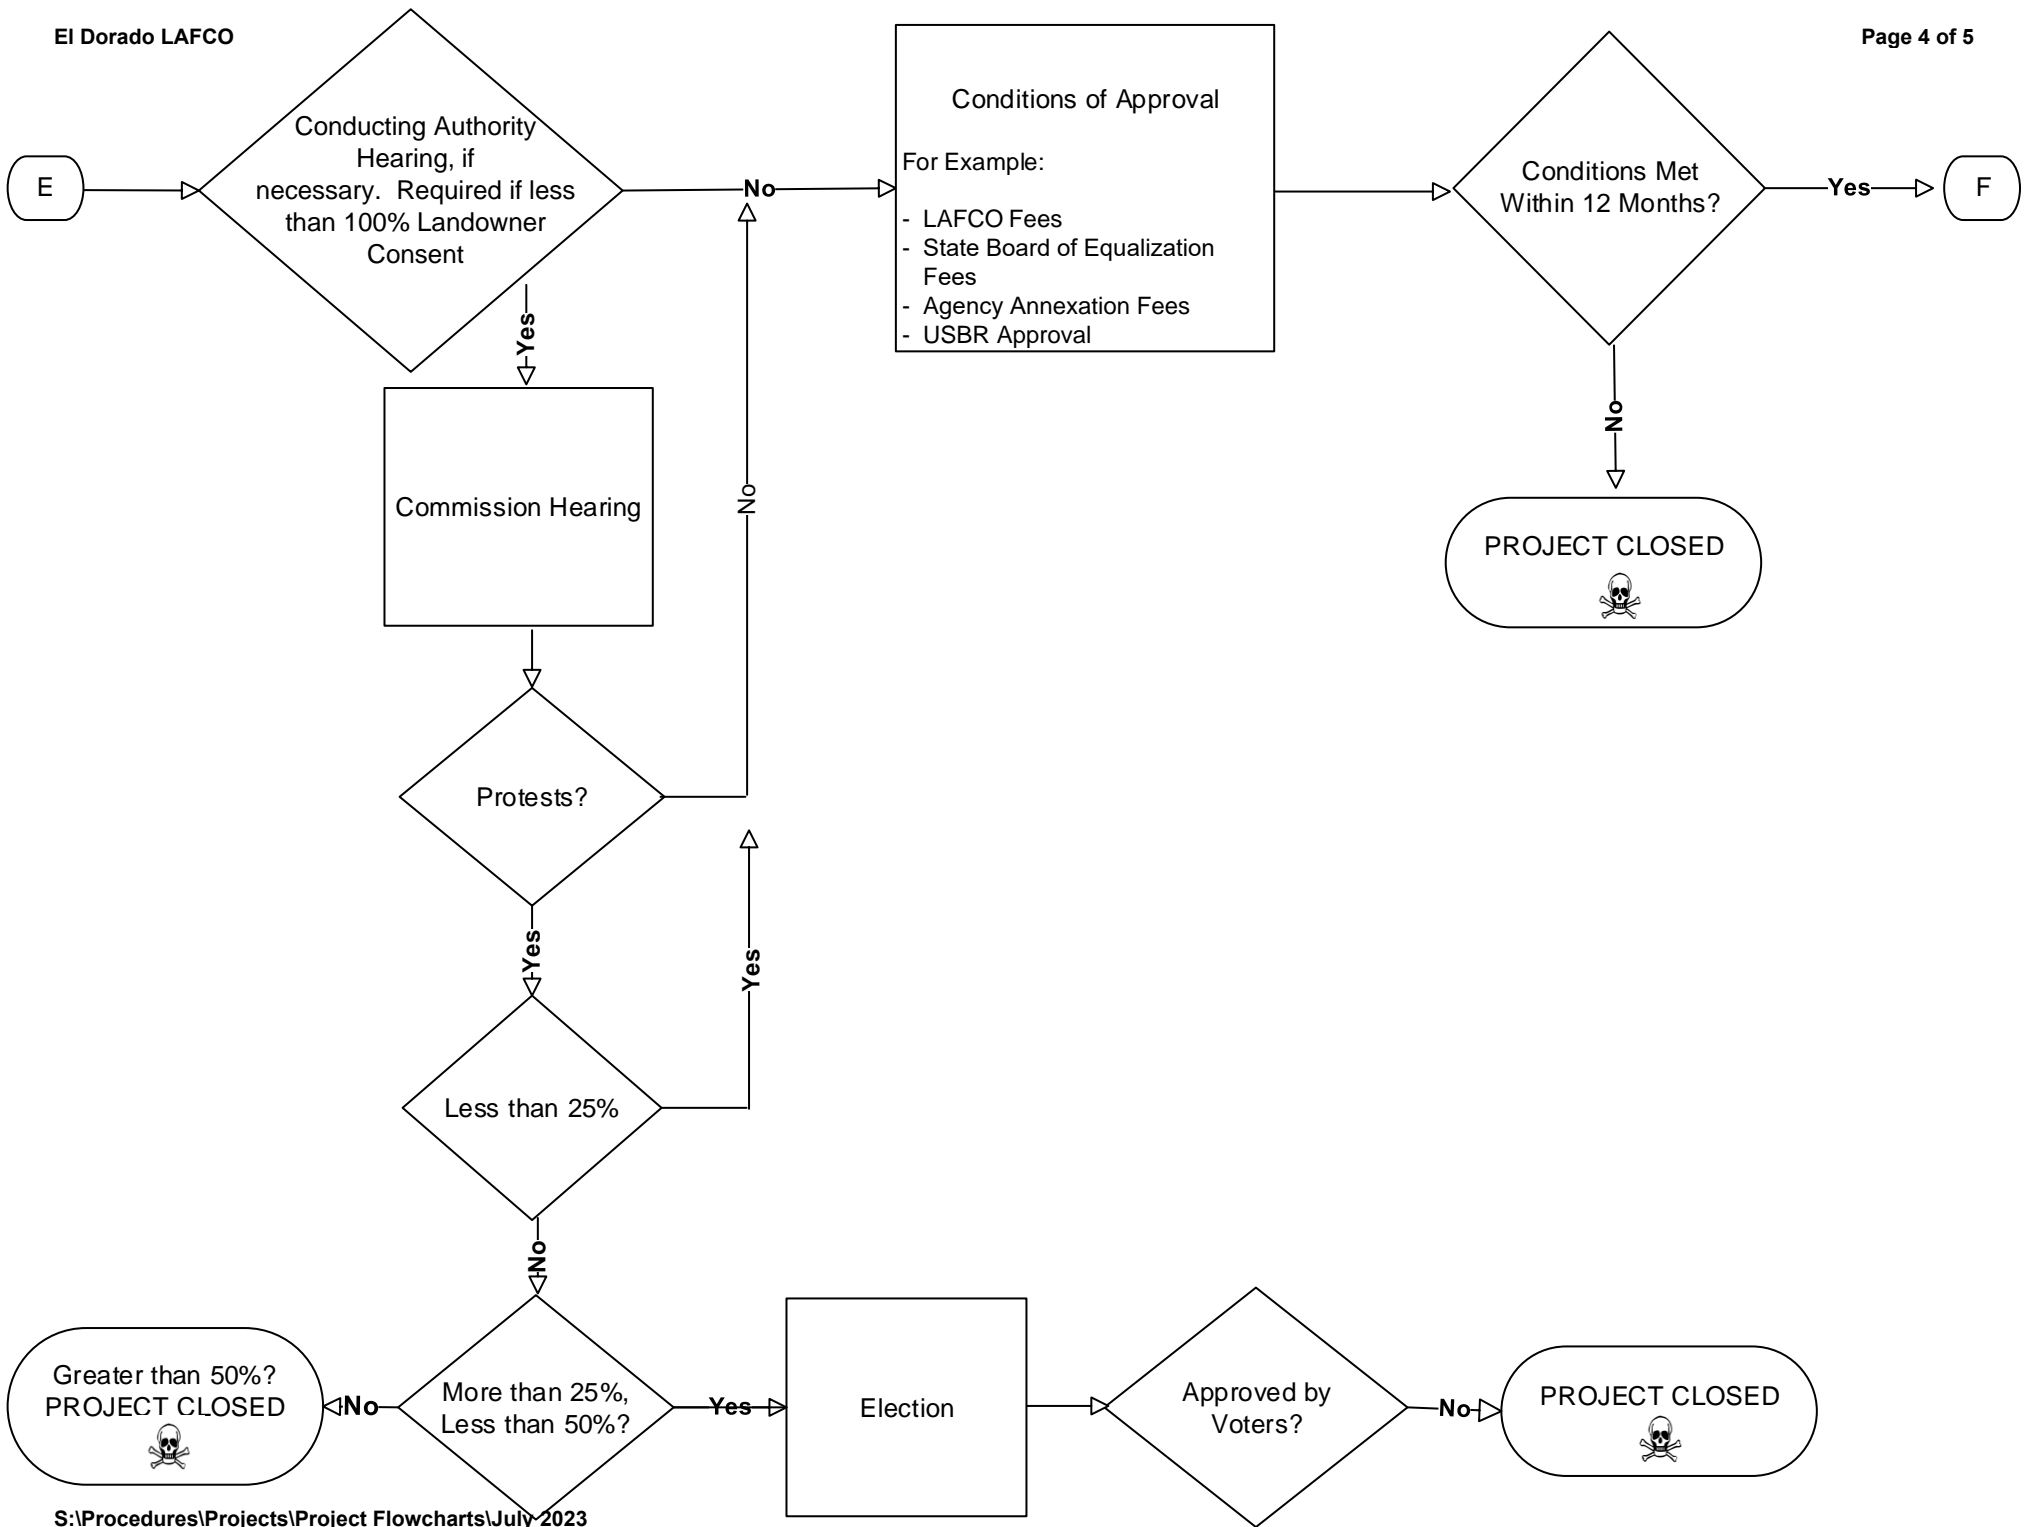 El Dorado LAFCO
Page 4 of 5
E
Conducting Authority
Hearing, if
necessary.  Required if less
than 100% Landowner
Consent
No
Conditions of Approval
For Example:
- LAFCO Fees
- State Board of Equalization
Fees
- Agency Annexation Fees
- USBR Approval
Conditions Met
Within 12 Months?
Yes
F
Yes
No
Commission Hearing
No
PROJECT CLOSED
Protests?
Yes
Yes
Less than 25%
No
Greater than 50%?
PROJECT CLOSED
No
More than 25%,
Less than 50%?
Yes
Election
Approved by
Voters?
No
PROJECT CLOSED
S:\Procedures\Projects\Project Flowcharts\July 2023